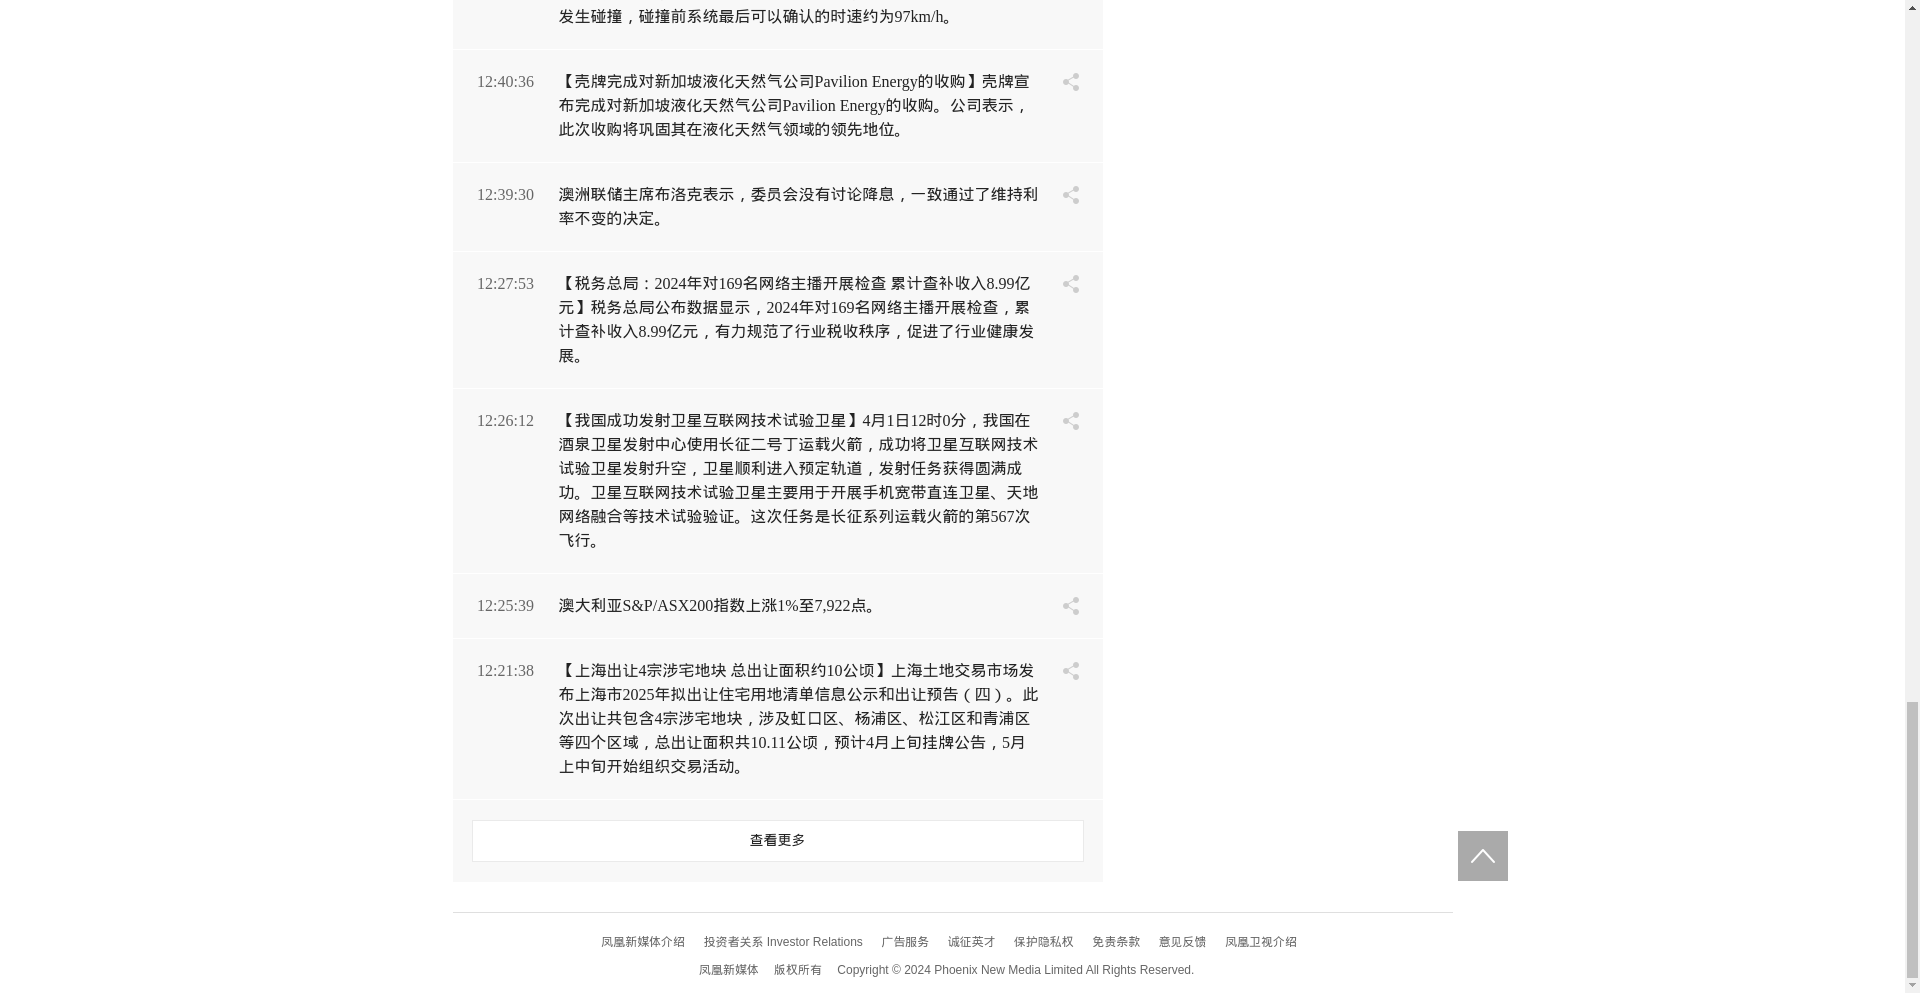 发生碰撞，碰撞前系统最后可以确认的时速约为97km/h。
12:40:36
【壳牌完成对新加坡液化天然气公司Pavilion Energy的收购】壳牌宣
布完成对新加坡液化天然气公司Pavilion Energy的收购。公司表示，
此次收购将巩固其在液化天然气领域的领先地位。
12:39:30
澳洲联储主席布洛克表示，委员会没有讨论降息，一致通过了维持利
率不变的决定。
12:27:53
【税务总局：2024年对169名网络主播开展检查 累计查补收入8.99亿
元】税务总局公布数据显示，2024年对169名网络主播开展检查，累
计查补收入8.99亿元，有力规范了行业税收秩序，促进了行业健康发
展。
12:26:12
【我国成功发射卫星互联网技术试验卫星】4月1日12时0分，我国在
酒泉卫星发射中心使用长征二号丁运载火箭，成功将卫星互联网技术
试验卫星发射升空，卫星顺利进入预定轨道，发射任务获得圆满成
功。卫星互联网技术试验卫星主要用于开展手机宽带直连卫星、天地
网络融合等技术试验验证。这次任务是长征系列运载火箭的第567次
飞行。
12:25:39
澳大利亚S&P/ASX200指数上涨1%至7,922点。
12:21:38
【上海出让4宗涉宅地块 总出让面积约10公顷】上海土地交易市场发
布上海市2025年拟出让住宅用地清单信息公示和出让预告（四）。此
次出让共包含4宗涉宅地块，涉及虹口区、杨浦区、松江区和青浦区
等四个区域，总出让面积共10.11公顷，预计4月上旬挂牌公告，5月
上中旬开始组织交易活动。
查看更多
凤凰新媒体介绍 投资者关系 Investor Relations 广告服务 诚征英才 保护隐私权 免责条款 意见反馈 凤凰卫视介绍
凤凰新媒体 版权所有 Copyright © 2024 Phoenix New Media Limited All Rights Reserved.